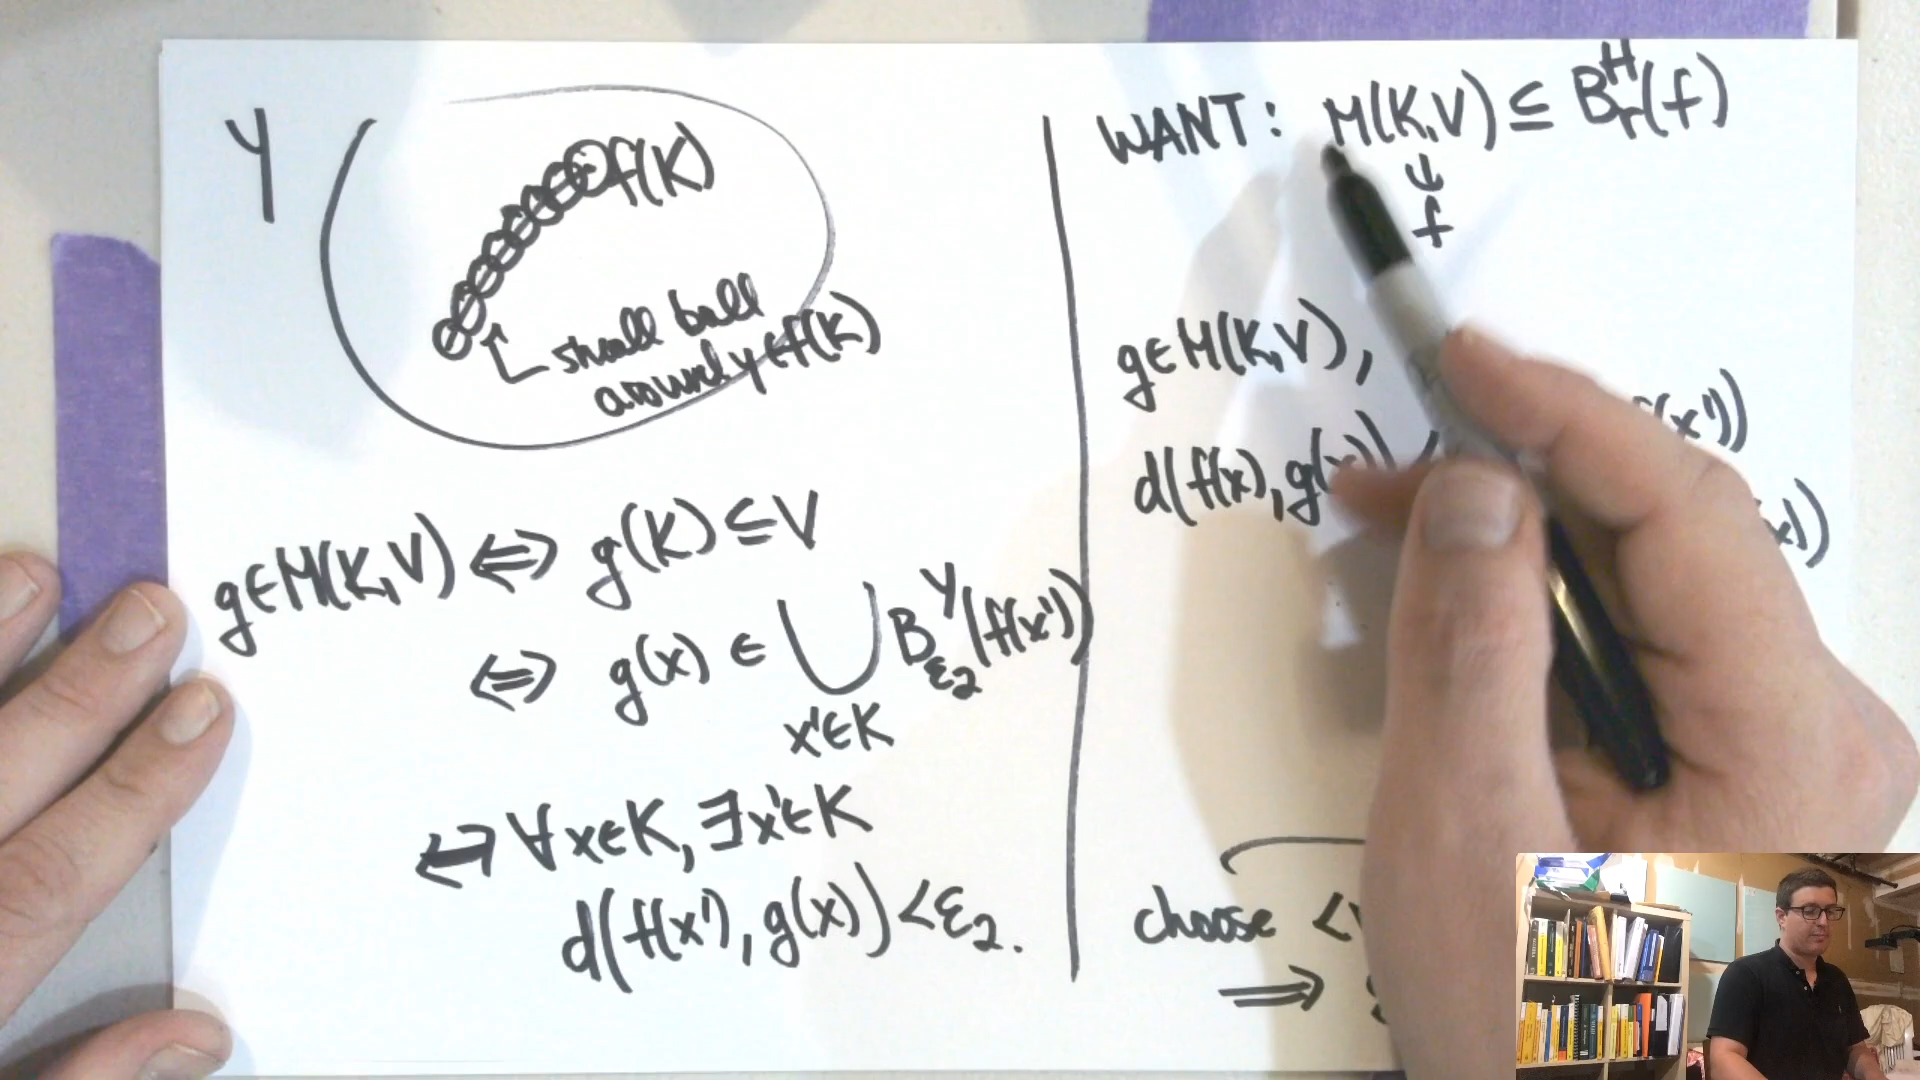 Y
f(K)
small ball
around y ∈ f(K)
g ∈ M(K,V) ⟺ g(K) ⊆ V
⟺ g(x) ∈ ⋃ B^Y_{ε₂}(f(x'))
x' ∈ K
⟷ ∀x∈K, ∃x'∈K
d(f(x'), g(x)) < ε₂.
WANT: M(K,V) ⊆ B^H_r(f)
f
g ∈ M(K,V),
d(f(x), g(x))
choose <
⟹